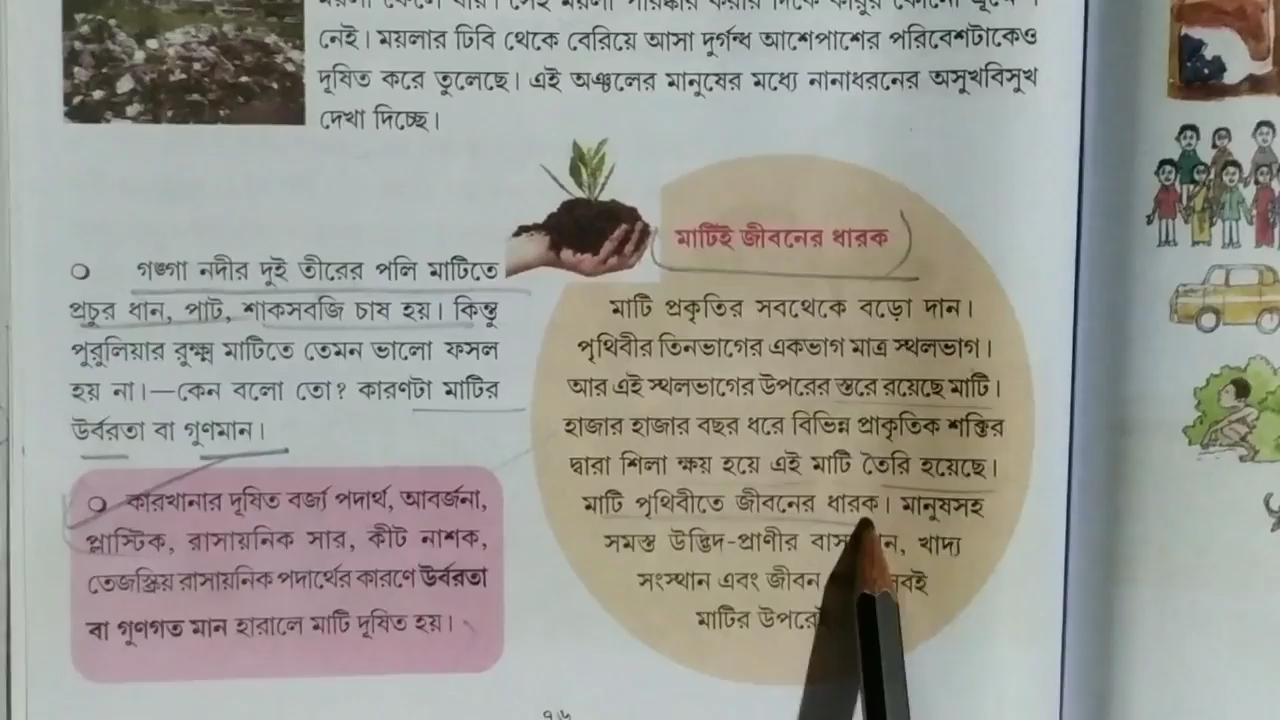 নেই। ময়লার ঢিবি থেকে বেরিয়ে আসা দুর্গন্ধ আশেপাশের পরিবেশটাকেও
দূষিত করে তুলেছে। এই অঞ্চলের মানুষের মধ্যে নানাধরনের অসুখবিসুখ
দেখা দিচ্ছে।
○ গঙ্গা নদীর দুই তীরের পলি মাটিতে
প্রচুর ধান, পাট, শাকসবজি চাষ হয়। কিন্তু
পুরুলিয়ার রুক্ষ্ম মাটিতে তেমন ভালো ফসল
হয় না।—কেন বলো তো? কারণটা মাটির
উর্বরতা বা গুণমান।
○ কারখানার দূষিত বর্জ্য পদার্থ, আবর্জনা,
প্লাস্টিক, রাসায়নিক সার, কীট নাশক,
তেজস্ক্রিয় রাসায়নিক পদার্থের কারণে উর্বরতা
বা গুণগত মান হারালে মাটি দূষিত হয়।
মাটিই জীবনের ধারক
মাটি প্রকৃতির সবথেকে বড়ো দান।
পৃথিবীর তিনভাগের একভাগ মাত্র স্থলভাগ।
আর এই স্থলভাগের উপরের স্তরে রয়েছে মাটি।
হাজার হাজার বছর ধরে বিভিন্ন প্রাকৃতিক শক্তির
দ্বারা শিলা ক্ষয় হয়ে এই মাটি তৈরি হয়েছে।
মাটি পৃথিবীতে জীবনের ধারক। মানুষসহ
সমস্ত উদ্ভিদ-প্রাণীর খাদ্য
সংস্থান এবং জীবন
মাটির